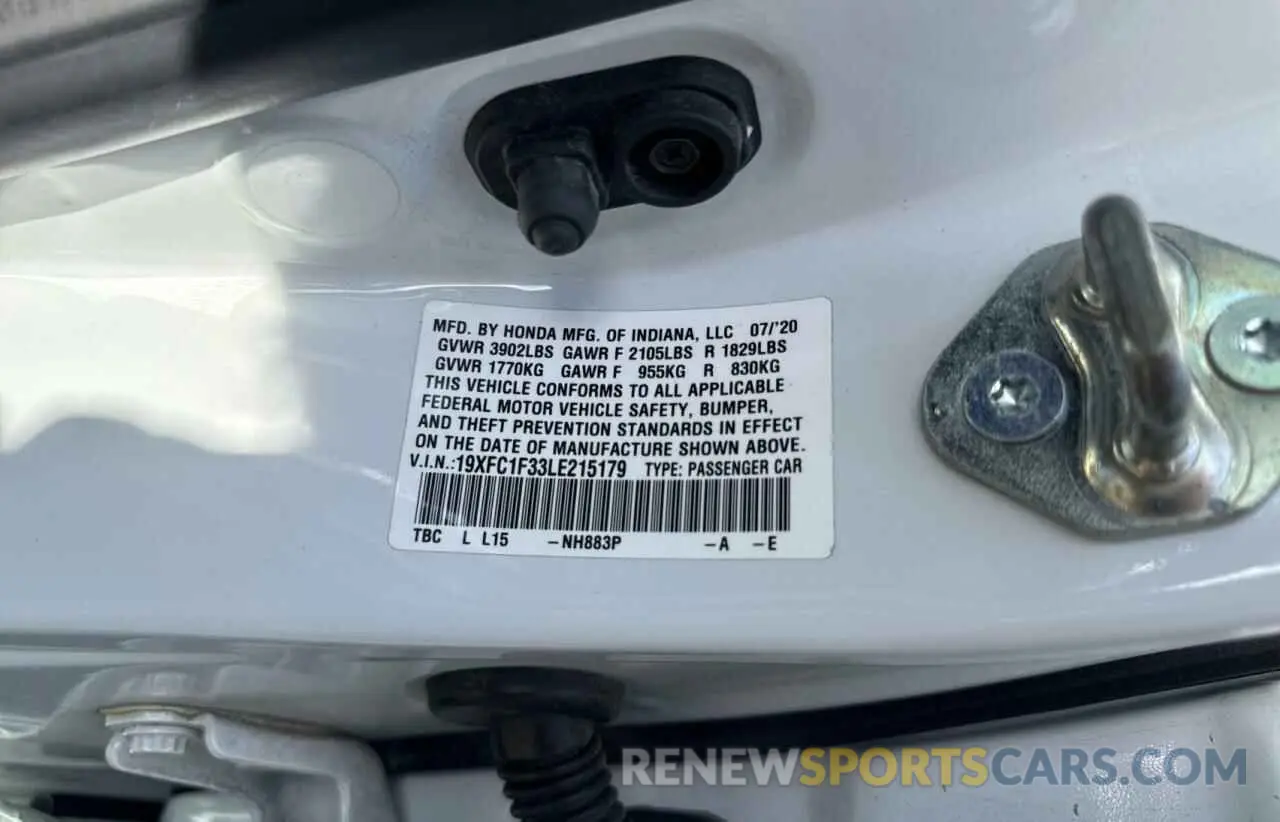 MFD. BY HONDA MFG. OF INDIANA, LLC 07/'20
GVWR 3902LBS GAWR F 2105LBS R 1829LBS
GVWR 1770KG GAWR F 955KG R 830KG
THIS VEHICLE CONFORMS TO ALL APPLICABLE
FEDERAL MOTOR VEHICLE SAFETY, BUMPER,
AND THEFT PREVENTION STANDARDS IN EFFECT
ON THE DATE OF MANUFACTURE SHOWN ABOVE.
V.I.N.:19XFC1F33LE215179 TYPE: PASSENGER CAR
TBC L L15 -NH883P -A -E
RENEWSPORTSCARS.COM